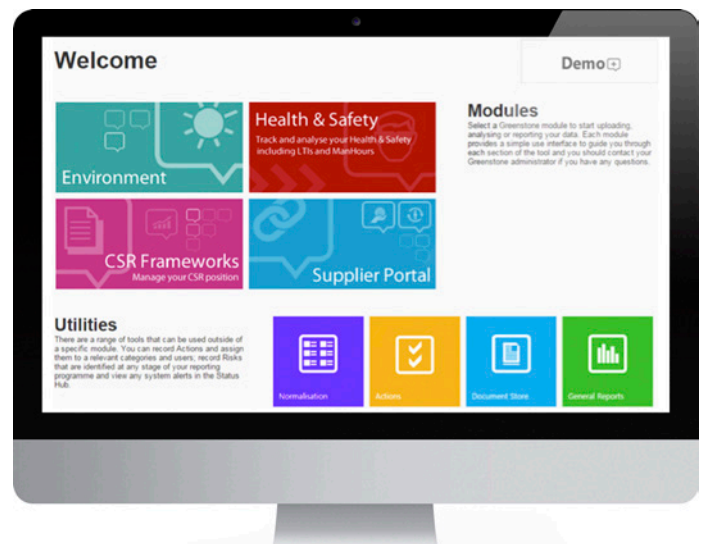 Welcome
Demo
Environment
Health & Safety
Track and analyse your Health & Safety
including LTIs and ManHours
CSR Frameworks
Manage your CSR position
Supplier Portal
Modules
Select a Greenstone module to start uploading,
analysing or reporting your data. Each module
provides a simple use interface to guide you through
each section of the tool and you should contact your
Greenstone administrator if you have any questions.
Utilities
There are a range of tools that can be used outside of
a specific module. You can record Actions and assign
them to a relevant categories and users; record Risks
that are identified at any stage of your reporting
programme and view any system alerts in the Status
Hub.
Normalisation
Actions
Document Store
General Reports